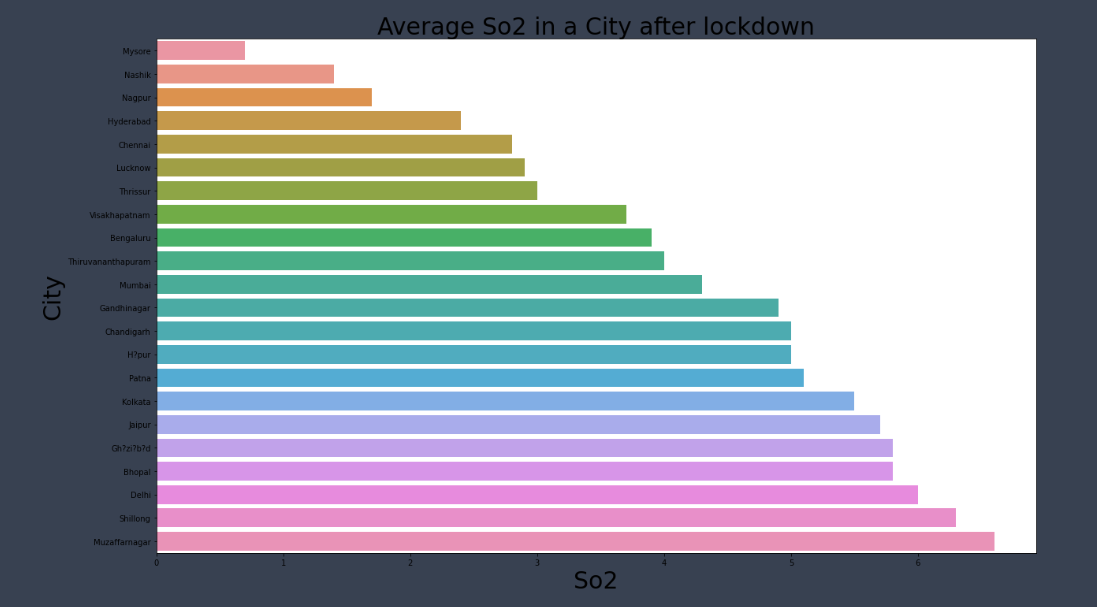 Average So2 in a City after lockdown
Mysore
Nashik
Nagpur
Hyderabad
Chennai
Lucknow
Thrissur
Visakhapatnam
Bengaluru
Thiruvananthapuram
Mumbai
Gandhinagar
Chandigarh
H?pur
Patna
Kolkata
Jaipur
Gh?zi?b?d
Bhopal
Delhi
Shillong
Muzaffarnagar
City
0 1 2 3 4 5 6
So2